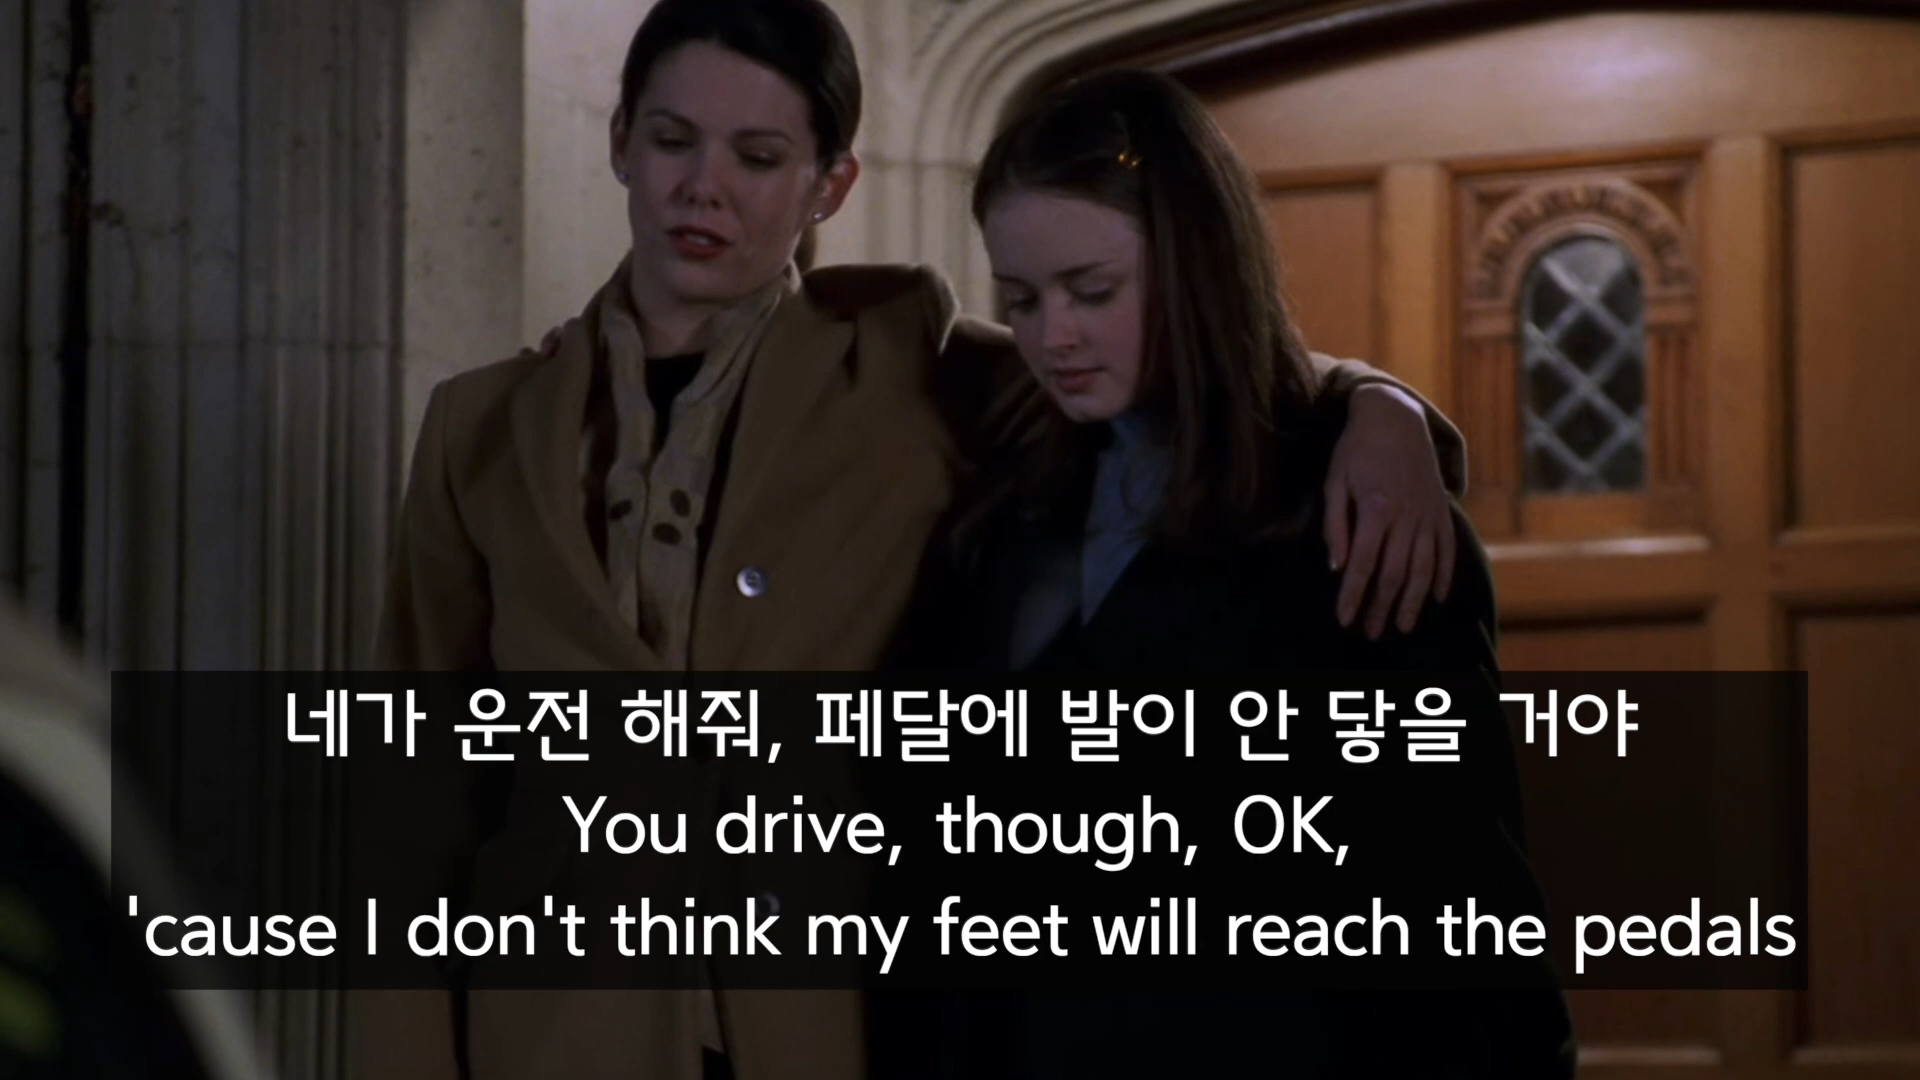 네가 운전 해줘, 페달에 발이 안 닿을 거야
You drive, though, OK,
'cause I don't think my feet will reach the pedals